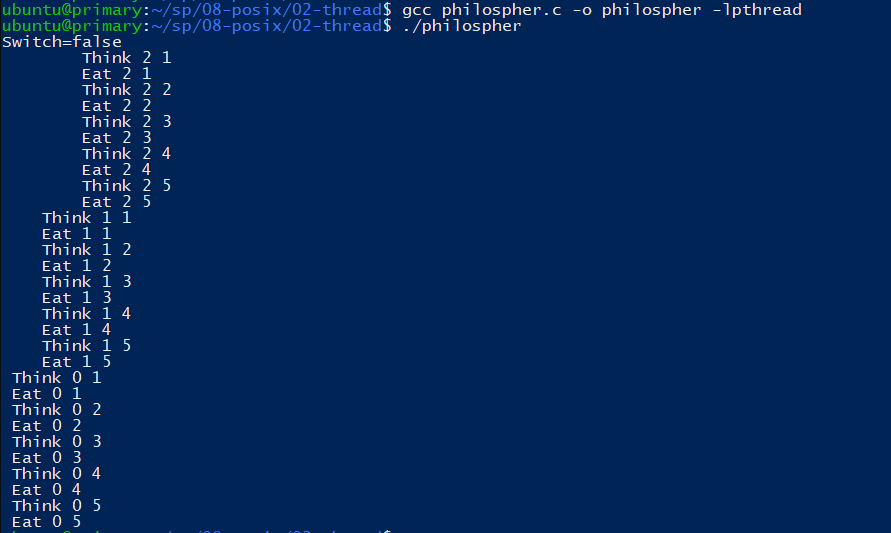 ubuntu@primary:~/sp/08-posix/02-thread$ gcc philospher.c -o philospher -lpthread
ubuntu@primary:~/sp/08-posix/02-thread$ ./philospher
Switch=false
        Think 2 1
        Eat 2 1
        Think 2 2
        Eat 2 2
        Think 2 3
        Eat 2 3
        Think 2 4
        Eat 2 4
        Think 2 5
        Eat 2 5
    Think 1 1
    Eat 1 1
    Think 1 2
    Eat 1 2
    Think 1 3
    Eat 1 3
    Think 1 4
    Eat 1 4
    Think 1 5
    Eat 1 5
 Think 0 1
 Eat 0 1
 Think 0 2
 Eat 0 2
 Think 0 3
 Eat 0 3
 Think 0 4
 Eat 0 4
 Think 0 5
 Eat 0 5